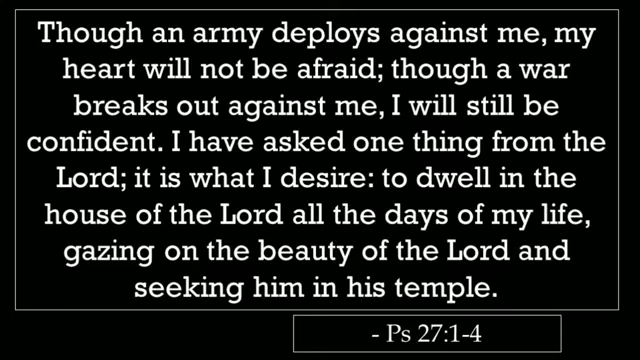 Though an army deploys against me, my
heart will not be afraid; though a war
breaks out against me, I will still be
confident. I have asked one thing from the
Lord; it is what I desire: to dwell in the
house of the Lord all the days of my life,
gazing on the beauty of the Lord and
seeking him in his temple.
- Ps 27:1-4